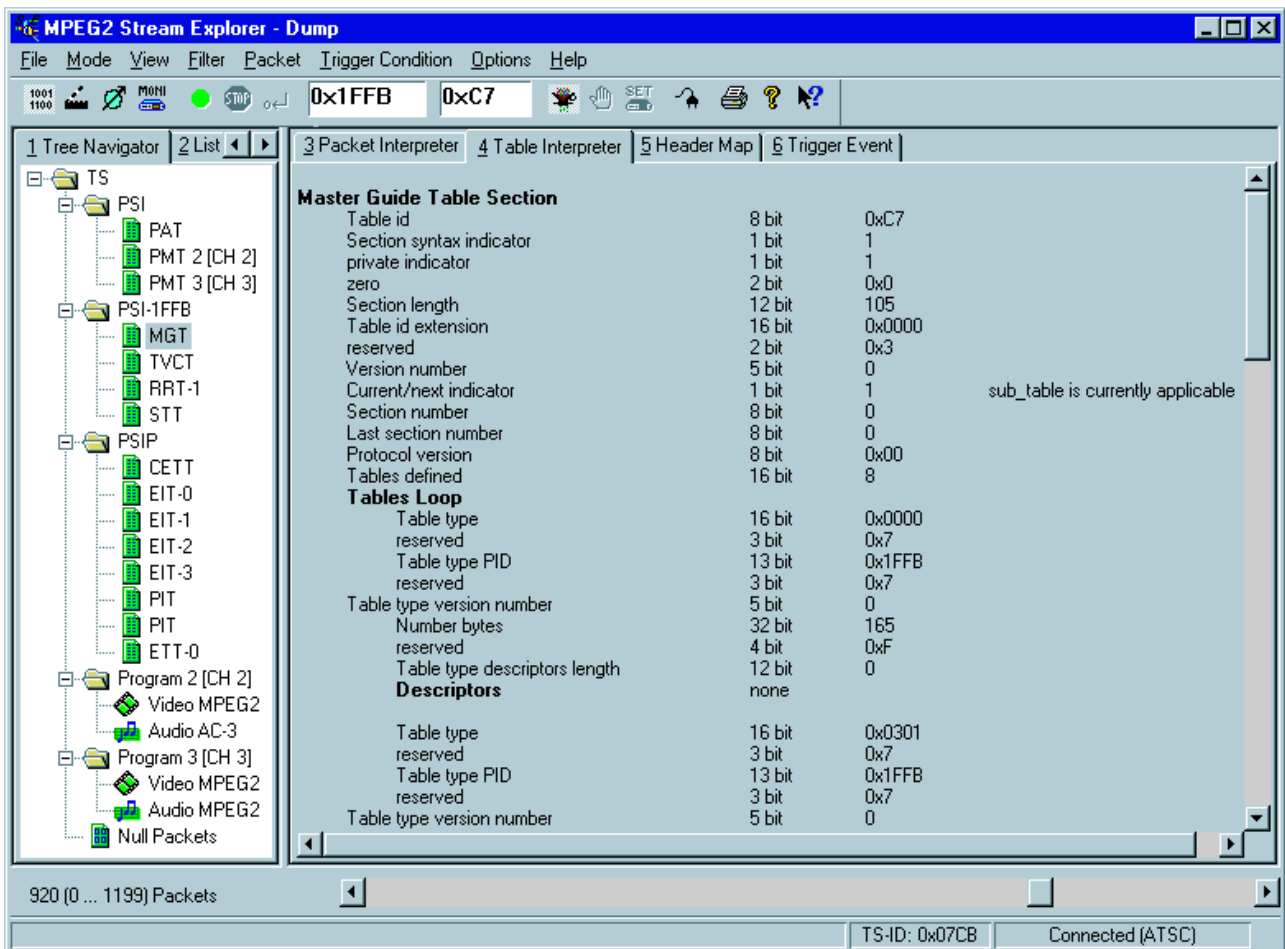 MPEG2 Stream Explorer - Dump
File Mode View Filter Packet Trigger Condition Options Help
1001 1100 MONI STOP 0x1FFB 0xC7 SET
1 Tree Navigator 2 List
TS
PSI
PAT
PMT 2 [CH 2]
PMT 3 [CH 3]
PSI-1FFB
MGT
TVCT
RRT-1
STT
PSIP
CETT
EIT-0
EIT-1
EIT-2
EIT-3
PIT
PIT
ETT-0
Program 2 [CH 2]
Video MPEG2
Audio AC-3
Program 3 [CH 3]
Video MPEG2
Audio MPEG2
Null Packets
3 Packet Interpreter 4 Table Interpreter 5 Header Map 6 Trigger Event
Master Guide Table Section
Table id 8 bit 0xC7
Section syntax indicator 1 bit 1
private indicator 1 bit 1
zero 2 bit 0x0
Section length 12 bit 105
Table id extension 16 bit 0x0000
reserved 2 bit 0x3
Version number 5 bit 0
Current/next indicator 1 bit 1 sub_table is currently applicable
Section number 8 bit 0
Last section number 8 bit 0
Protocol version 8 bit 0x00
Tables defined 16 bit 8
Tables Loop
Table type 16 bit 0x0000
reserved 3 bit 0x7
Table type PID 13 bit 0x1FFB
reserved 3 bit 0x7
Table type version number 5 bit 0
Number bytes 32 bit 165
reserved 4 bit 0xF
Table type descriptors length 12 bit 0
Descriptors none
Table type 16 bit 0x0301
reserved 3 bit 0x7
Table type PID 13 bit 0x1FFB
reserved 3 bit 0x7
Table type version number 5 bit 0
920 (0 ... 1199) Packets
TS-ID: 0x07CB Connected (ATSC)